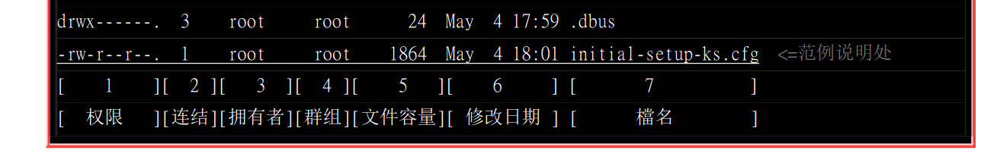 drwx------. 3 root root 24 May 4 17:59 .dbus
-rw-r--r--. 1 root root 1864 May 4 18:01 initial-setup-ks.cfg <=范例说明处
[ 1 ][ 2 ][ 3 ][ 4 ][ 5 ][ 6 ] [ 7 ]
[ 权限 ][连结][拥有者][群组][文件容量][ 修改日期 ] [ 檔名 ]